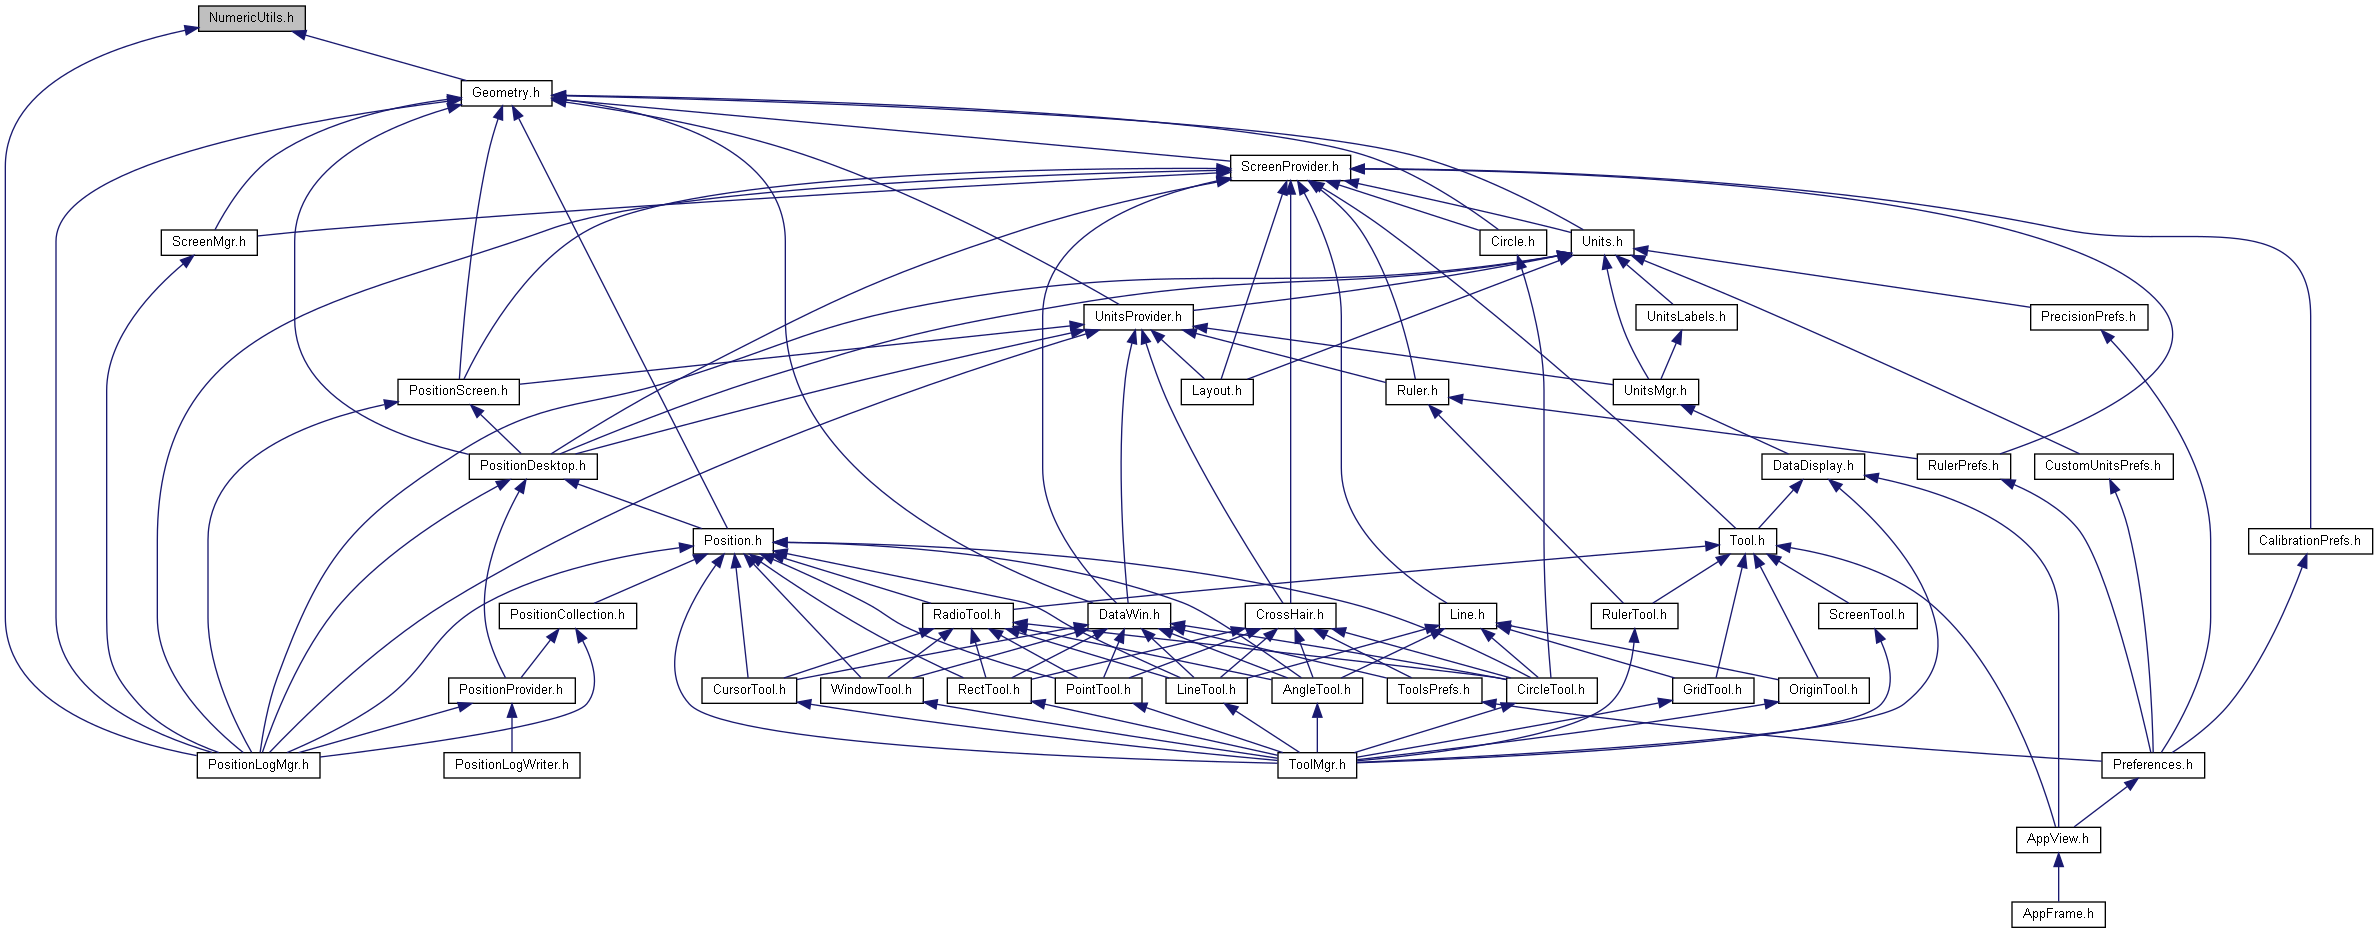 NumericUtils.h
Geometry.h
ScreenProvider.h
ScreenMgr.h
Circle.h
Units.h
UnitsProvider.h
UnitsLabels.h
PrecisionPrefs.h
PositionScreen.h
Layout.h
Ruler.h
UnitsMgr.h
PositionDesktop.h
DataDisplay.h
RulerPrefs.h
CustomUnitsPrefs.h
Position.h
Tool.h
CalibrationPrefs.h
PositionCollection.h
RadioTool.h
DataWin.h
CrossHair.h
Line.h
RulerTool.h
ScreenTool.h
PositionProvider.h
CursorTool.h
WindowTool.h
RectTool.h
PointTool.h
LineTool.h
AngleTool.h
ToolsPrefs.h
CircleTool.h
GridTool.h
OriginTool.h
PositionLogMgr.h
PositionLogWriter.h
ToolMgr.h
Preferences.h
AppView.h
AppFrame.h